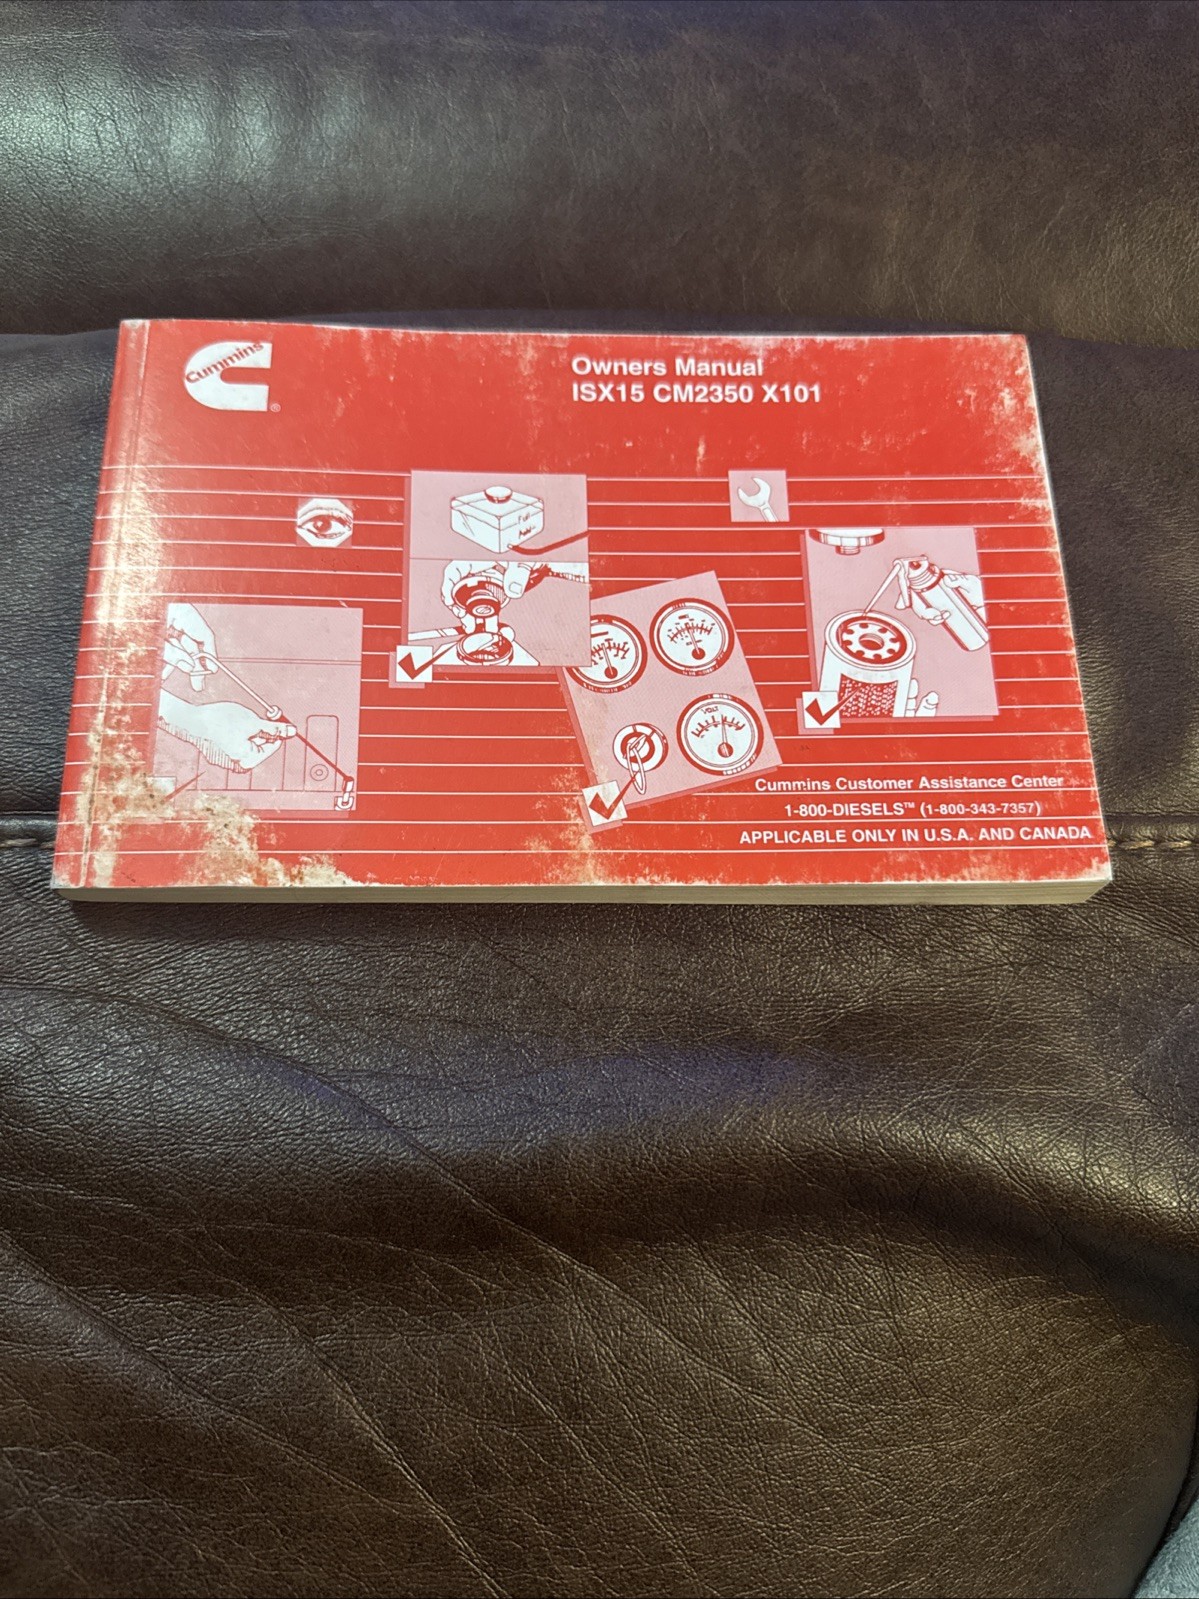 Cummins
®
Owners Manual
ISX15 CM2350 X101
VOLT
Cummins Customer Assistance Center
1-800-DIESELS™ (1-800-343-7357)
APPLICABLE ONLY IN U.S.A. AND CANADA